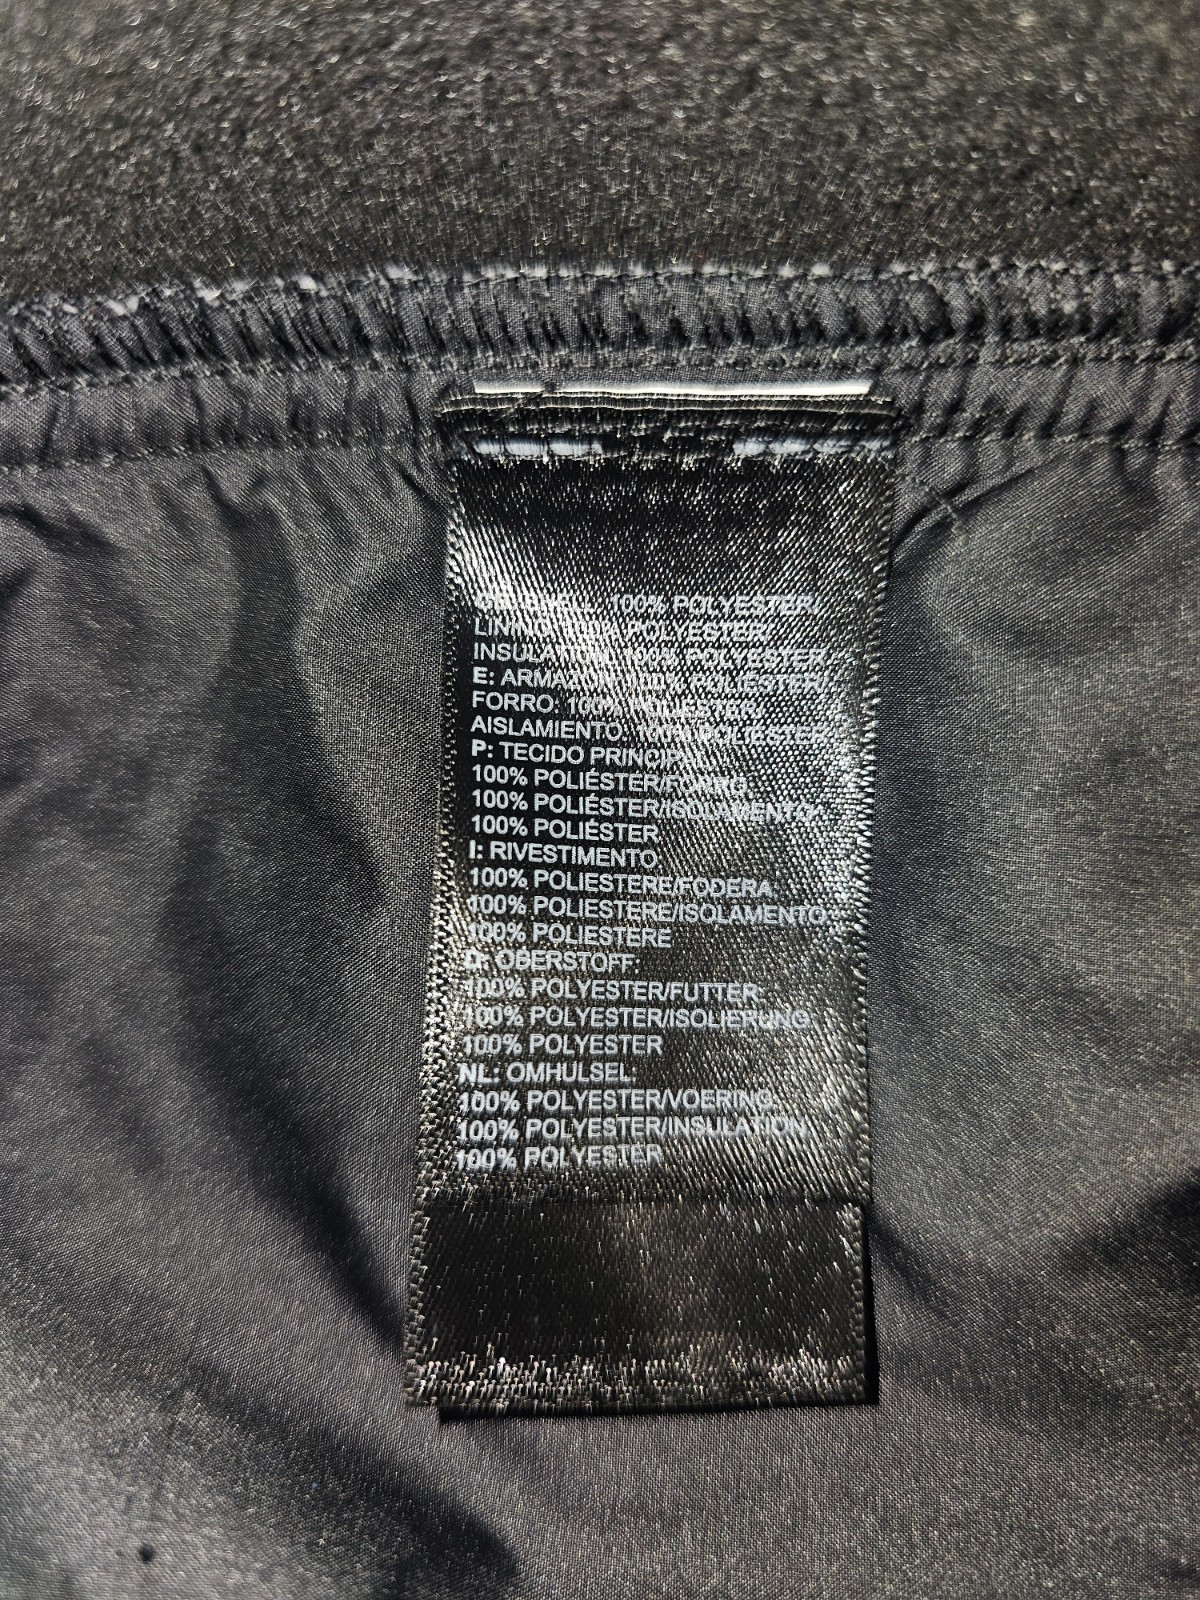 100% POLYESTER/
POLYESTER/
INSULATION: 100% POLYESTER
E: ARMAZÓN: 100% POLIÉSTER/
FORRO: 100% POLIÉSTER/
AISLAMIENTO: 100% POLIÉSTER
P: TECIDO PRINCIPAL:
100% POLIÉSTER/FORRO:
100% POLIÉSTER/ISOLAMENTO:
100% POLIÉSTER
I: RIVESTIMENTO:
100% POLIESTERE/FODERA:
100% POLIESTERE/ISOLAMENTO:
100% POLIESTERE
D: OBERSTOFF:
100% POLYESTER/FUTTER:
100% POLYESTER/ISOLIERUNG:
100% POLYESTER
NL: OMHULSEL:
100% POLYESTER/VOERING:
100% POLYESTER/INSULATION:
100% POLYESTER